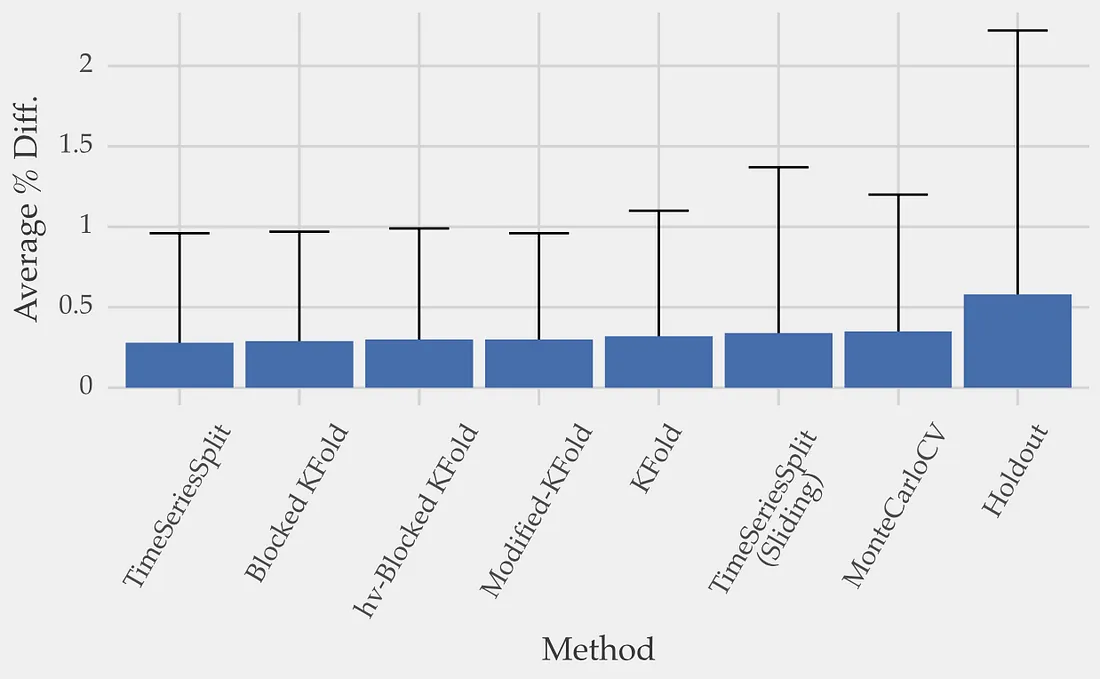 Average % Diff.
2
1.5
1
0.5
0
TimeSeriesSplit
Blocked KFold
hv-Blocked KFold
Modified-KFold
KFold
TimeSeriesSplit
(Sliding)
MonteCarloCV
Holdout
Method